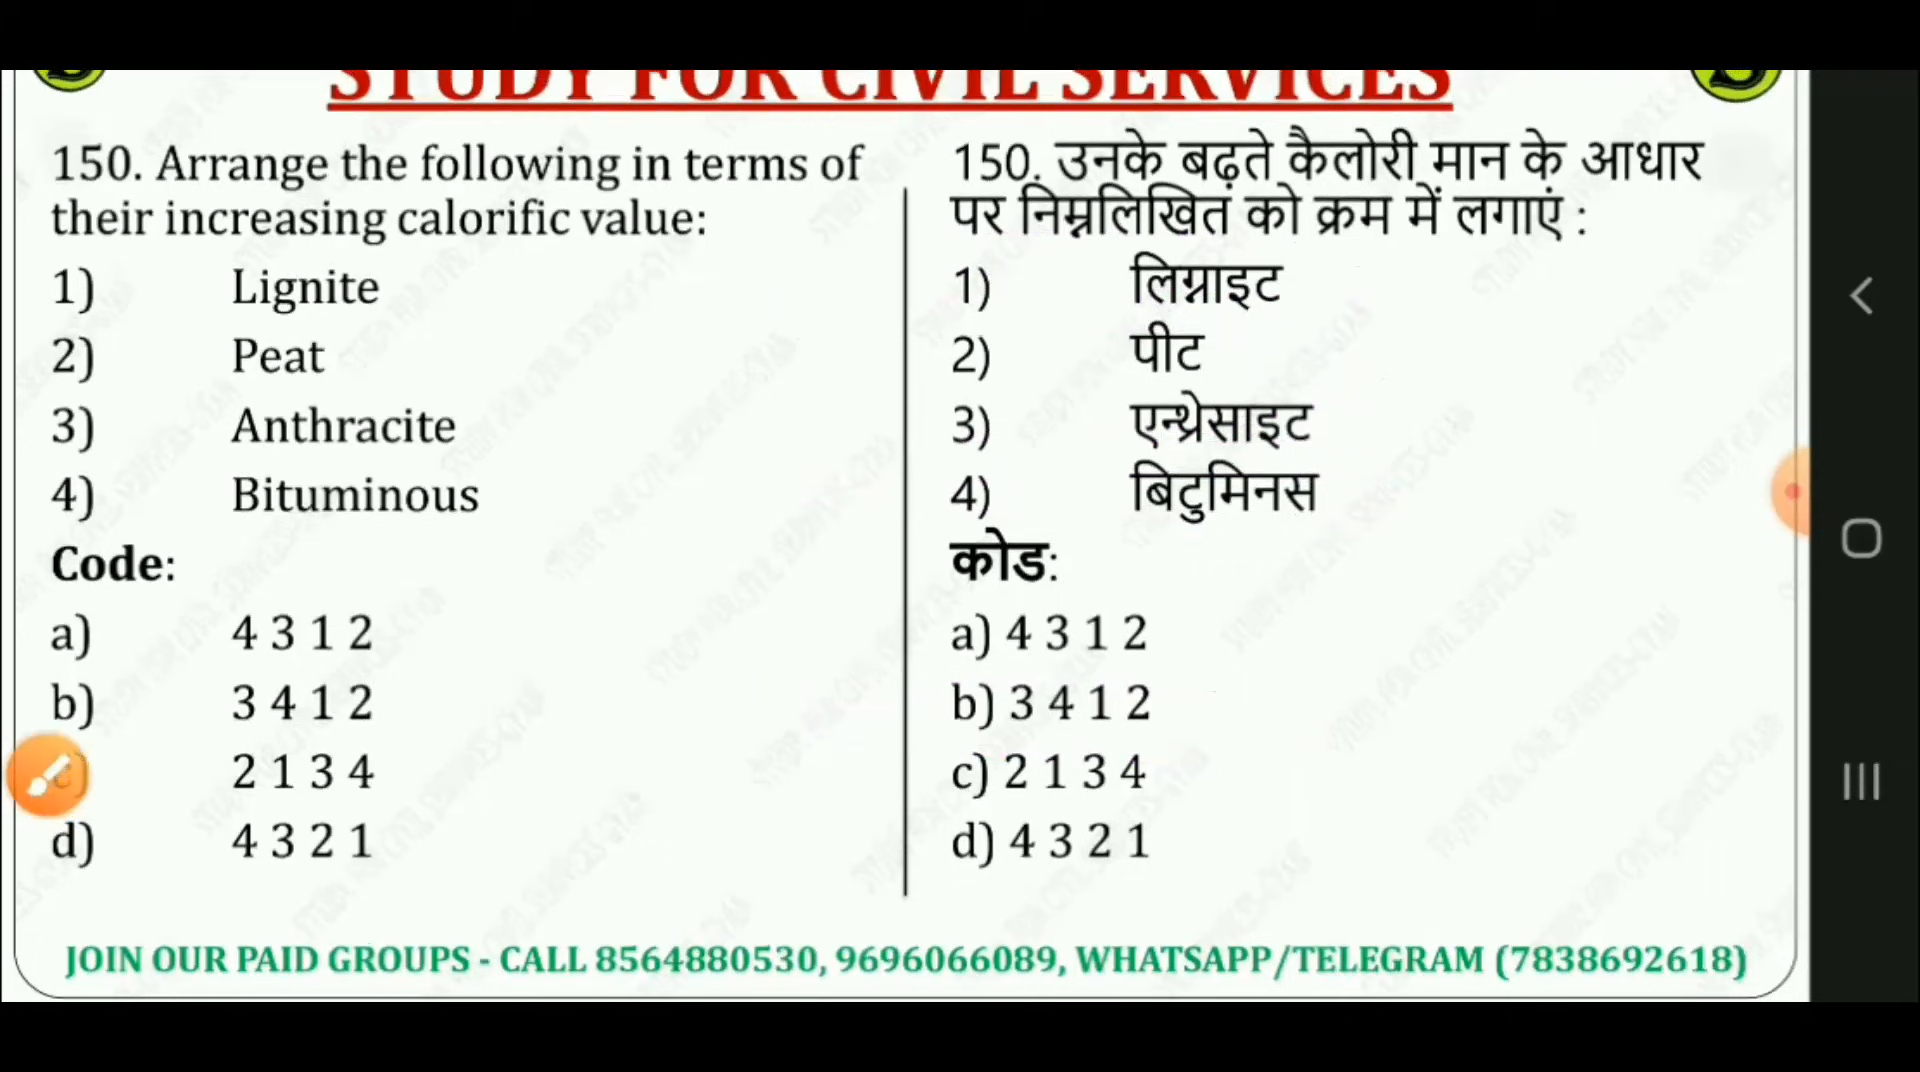 STUDY FOR CIVIL SERVICES
150. Arrange the following in terms of
their increasing calorific value:
1) Lignite
2) Peat
3) Anthracite
4) Bituminous
Code:
a) 4 3 1 2
b) 3 4 1 2
c) 2 1 3 4
d) 4 3 2 1
150. उनके बढ़ते कैलोरी मान के आधार
पर निम्नलिखित को क्रम में लगाएं :
1) लिग्नाइट
2) पीट
3) एन्थ्रेसाइट
4) बिटुमिनस
कोड:
a) 4 3 1 2
b) 3 4 1 2
c) 2 1 3 4
d) 4 3 2 1
JOIN OUR PAID GROUPS - CALL 8564880530, 9696066089, WHATSAPP/TELEGRAM (7838692618)